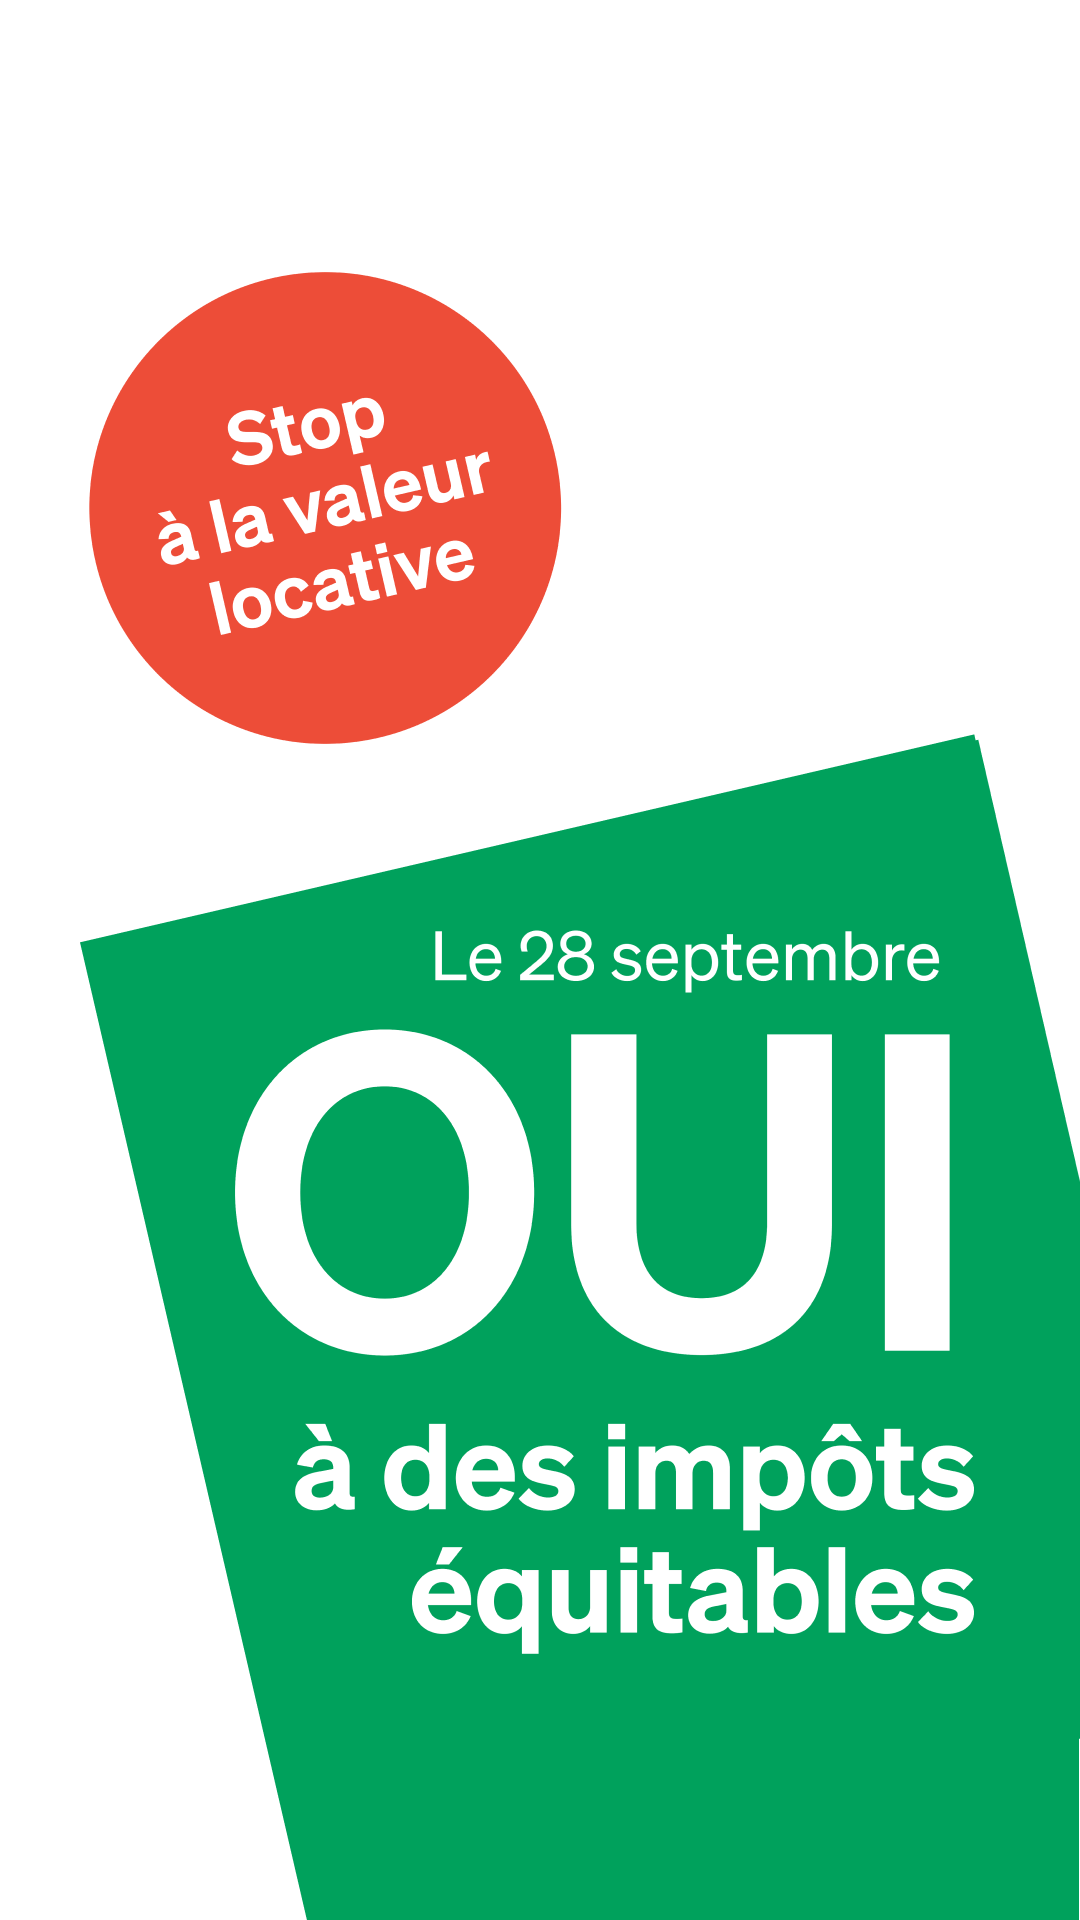 Stop
à la valeur
locative
Le 28 septembre
OUI
à des impôts
équitables